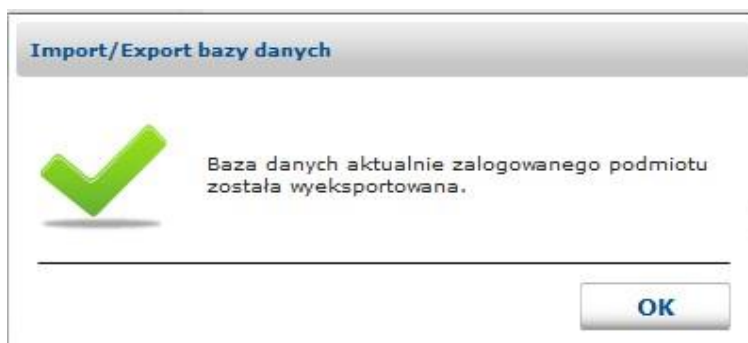 Import/Export bazy danych
Baza danych aktualnie zalogowanego podmiotu
została wyeksportowana.
OK